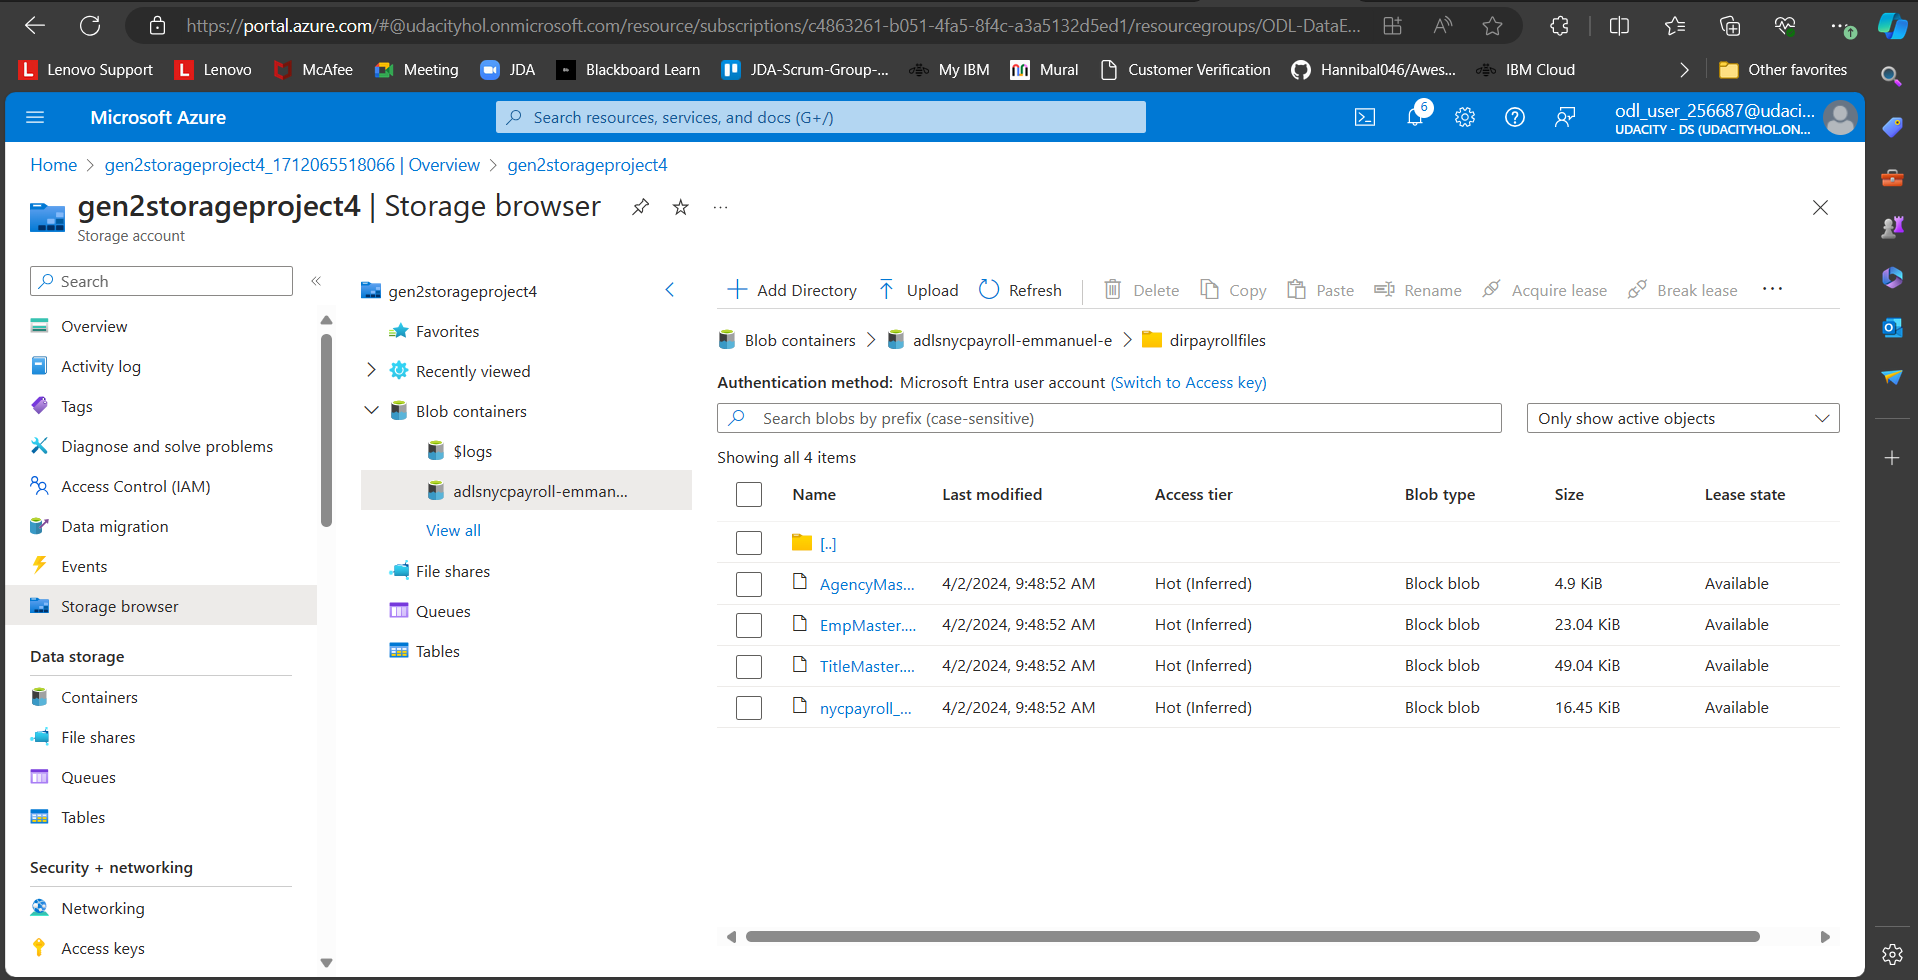 https://portal.azure.com/#@udacityhol.onmicrosoft.com/resource/subscriptions/c4863261-b051-4fa5-8f4c-a3a5132d5ed1/resourcegroups/ODL-DataE...
Lenovo Support
Lenovo
McAfee
Meeting
JDA
Blackboard Learn
JDA-Scrum-Group-...
My IBM
Mural
Customer Verification
Hannibal046/Awes...
IBM Cloud
Other favorites
Microsoft Azure
Search resources, services, and docs (G+/)
6
odl_user_256687@udaci...
UDACITY - DS (UDACITYHOL.ON...
Home > gen2storageproject4_1712065518066 | Overview > gen2storageproject4
gen2storageproject4 | Storage browser
Storage account
Search
Overview
Activity log
Tags
Diagnose and solve problems
Access Control (IAM)
Data migration
Events
Storage browser
Data storage
Containers
File shares
Queues
Tables
Security + networking
Networking
Access keys
gen2storageproject4
Favorites
Recently viewed
Blob containers
$logs
adlsnycpayroll-emman...
View all
File shares
Queues
Tables
Add Directory Upload Refresh Delete Copy Paste Rename Acquire lease Break lease
Blob containers > adlsnycpayroll-emmanuel-e > dirpayrollfiles
Authentication method: Microsoft Entra user account (Switch to Access key)
Search blobs by prefix (case-sensitive)
Only show active objects
Showing all 4 items
Name Last modified Access tier Blob type Size Lease state
[..]
AgencyMas... 4/2/2024, 9:48:52 AM Hot (Inferred) Block blob 4.9 KiB Available
EmpMaster.... 4/2/2024, 9:48:52 AM Hot (Inferred) Block blob 23.04 KiB Available
TitleMaster.... 4/2/2024, 9:48:52 AM Hot (Inferred) Block blob 49.04 KiB Available
nycpayroll_... 4/2/2024, 9:48:52 AM Hot (Inferred) Block blob 16.45 KiB Available